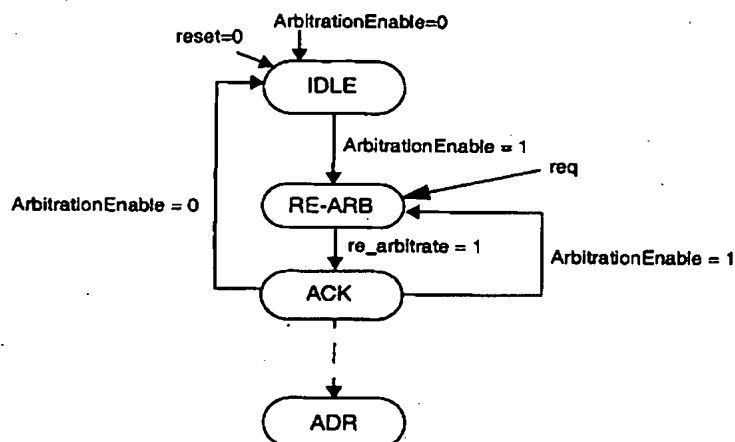 ArbitrationEnable=0
reset=0
IDLE
ArbitrationEnable = 1
req
ArbitrationEnable = 0
RE-ARB
re_arbitrate = 1
ArbitrationEnable = 1
ACK
ADR